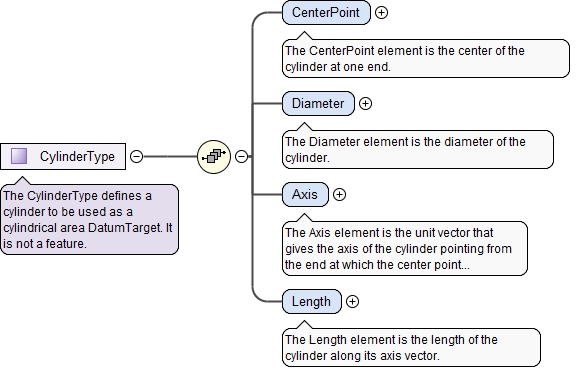 CenterPoint
The CenterPoint element is the center of the
cylinder at one end.
Diameter
The Diameter element is the diameter of the
cylinder.
CylinderType
The CylinderType defines a
cylinder to be used as a
cylindrical area DatumTarget. It
is not a feature.
Axis
The Axis element is the unit vector that
gives the axis of the cylinder pointing from
the end at which the center point...
Length
The Length element is the length of the
cylinder along its axis vector.